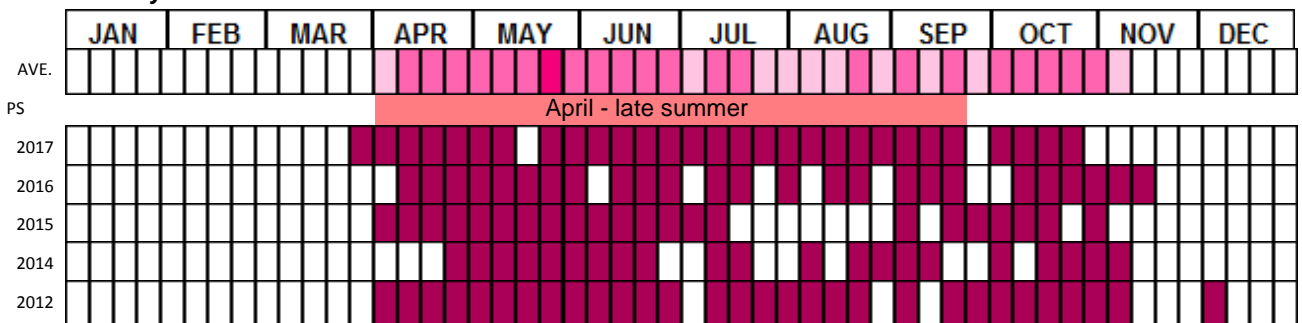 JAN FEB MAR APR MAY JUN JUL AUG SEP OCT NOV DEC
AVE.
PS April - late summer
2017
2016
2015
2014
2012